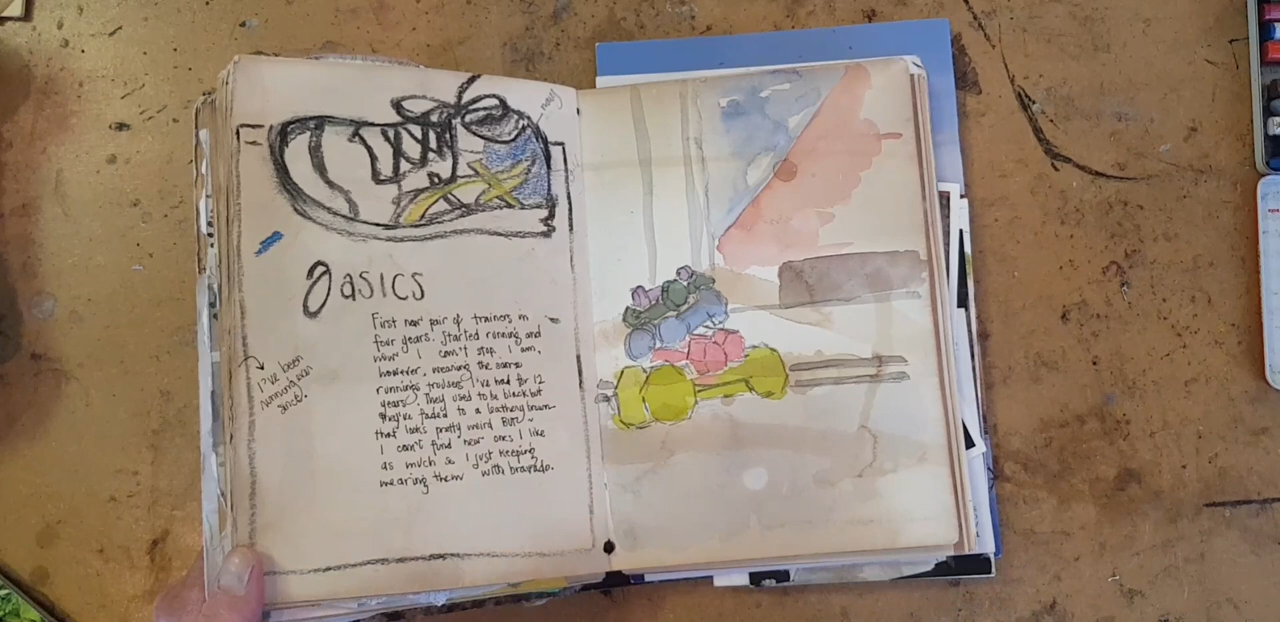 navy
Oasics
First new pair of trainers in
four years. Started running and
now I can't stop. I am,
however, wearing the same
runnings trousers I've had for 12
years. They used to be black but
they've faded to a leathery brown
that looks pretty weird BUT
I can't find new ones I like
as much so I just keeping
wearing them with bravado.
I've been
running
since!